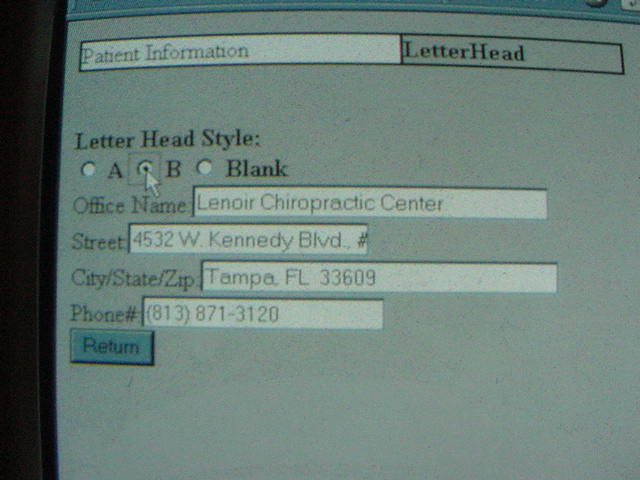 Patient Information LetterHead
Letter Head Style:
A B Blank
Office Name: Lenoir Chiropractic Center
Street: 4532 W. Kennedy Blvd., #
City/State/Zip: Tampa, FL 33609
Phone#: (813) 871-3120
Return